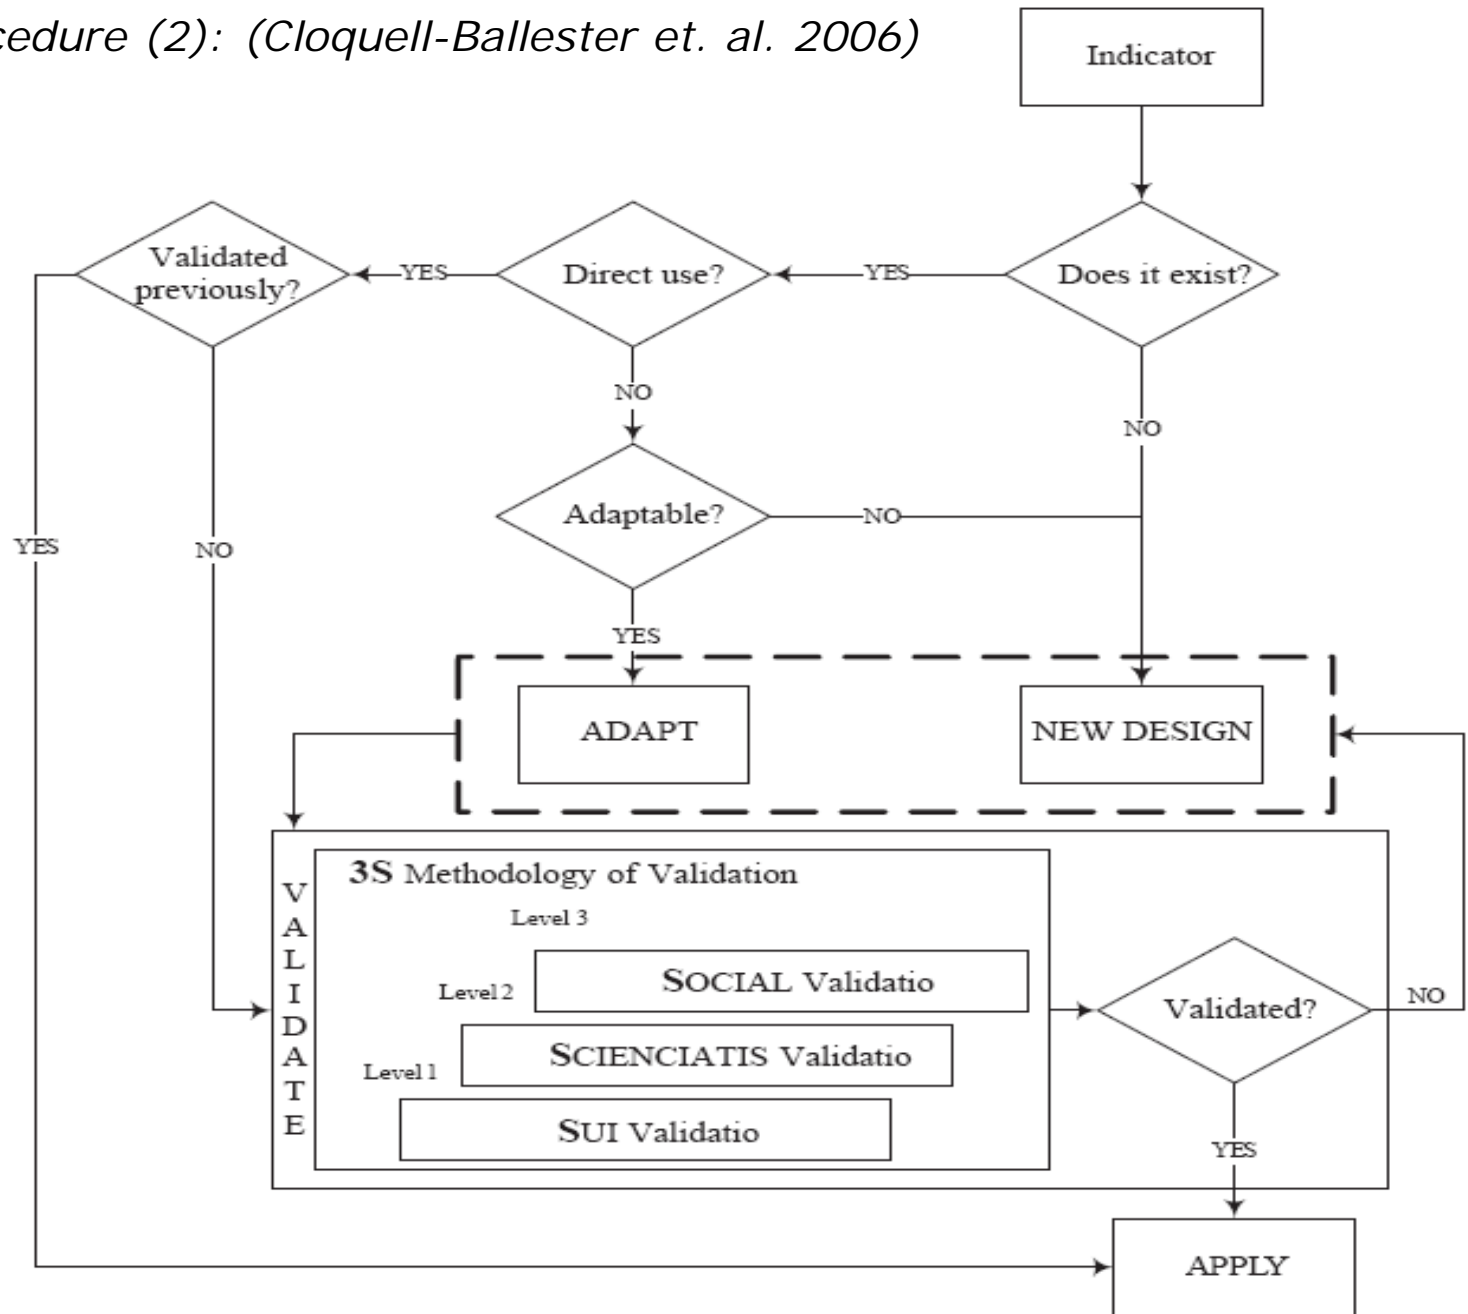 cedure (2): (Cloquell-Ballester et. al. 2006)
Indicator
Does it exist?
YES
Direct use?
YES
Validated
previously?
NO
NO
Adaptable?
NO
YES
NO
YES
ADAPT
NEW DESIGN
VALIDATE
3S Methodology of Validation
Level 3
SOCIAL Validatio
Level 2
SCIENCIATIS Validatio
Level 1
SUI Validatio
Validated?
NO
YES
APPLY